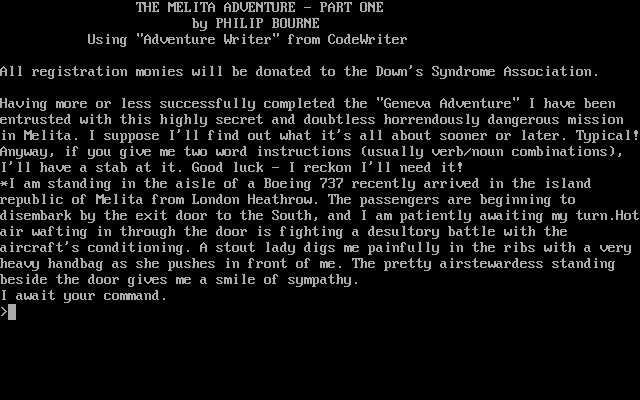 THE MELITA ADVENTURE - PART ONE
by PHILIP BOURNE
Using "Adventure Writer" from CodeWriter
All registration monies will be donated to the Down's Syndrome Association.
Having more or less successfully completed the "Geneva Adventure" I have been
entrusted with this highly secret and doubtless horrendously dangerous mission
in Melita. I suppose I'll find out what it's all about sooner or later. Typical!
Anyway, if you give me two word instructions (usually verb/noun combinations),
I'll have a stab at it. Good luck - I reckon I'll need it!
*I am standing in the aisle of a Boeing 737 recently arrived in the island
republic of Melita from London Heathrow. The passengers are beginning to
disembark by the exit door to the South, and I am patiently awaiting my turn.Hot
air wafting in through the door is fighting a desultory battle with the
aircraft's conditioning. A stout lady digs me painfully in the ribs with a very
heavy handbag as she pushes in front of me. The pretty airstewardess standing
beside the door gives me a smile of sympathy.
I await your command.
>